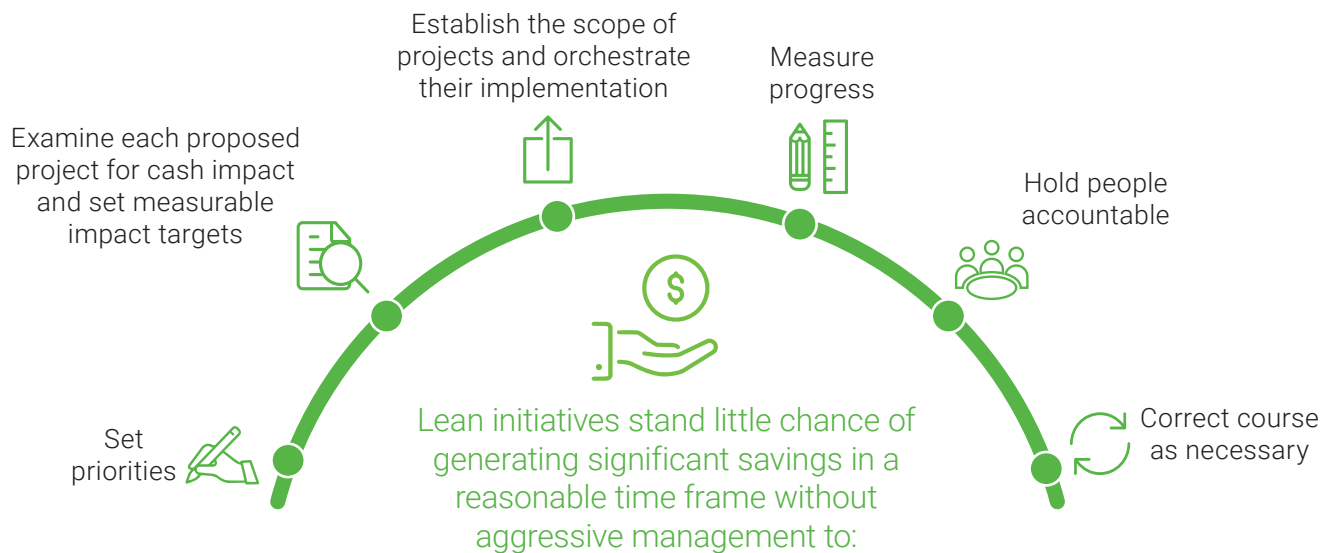 Set
priorities
Examine each proposed
project for cash impact
and set measurable
impact targets
Establish the scope of
projects and orchestrate
their implementation
Measure
progress
Hold people
accountable
Correct course
as necessary
$
Lean initiatives stand little chance of
generating significant savings in a
reasonable time frame without
aggressive management to: